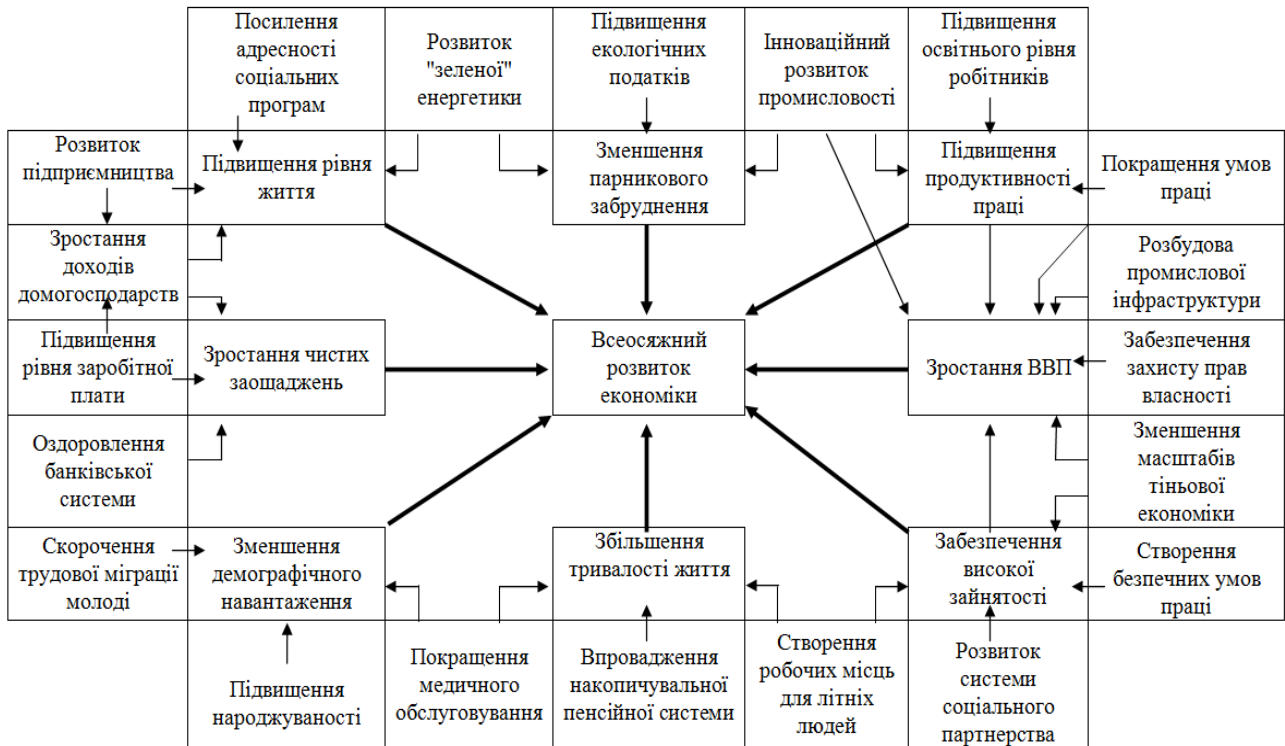 Посилення
адресності
соціальних
програм
Розвиток
"зеленої"
енергетики
Підвищення
екологічних
податків
Інноваційний
розвиток
промисловості
Підвищення
освітнього рівня
робітників
Розвиток
підприємництва
Підвищення рівня
життя
Зменшення
парникового
забруднення
Підвищення
продуктивності
праці
Покращення умов
праці
Зростання
доходів
домогосподарств
Розбудова
промислової
інфраструктури
Підвищення
рівня заробітної
плати
Зростання чистих
заощаджень
Всеосяжний
розвиток
економіки
Зростання ВВП
Забезпечення
захисту прав
власності
Оздоровлення
банківської
системи
Зменшення
масштабів
тіньової
економіки
Скорочення
трудової міграції
молоді
Зменшення
демографічного
навантаження
Збільшення
тривалості життя
Забезпечення
високої
зайнятості
Створення
безпечних умов
праці
Підвищення
народжуваності
Покращення
медичного
обслуговування
Впровадження
накопичувальної
пенсійної системи
Створення
робочих місць
для літніх
людей
Розвиток
системи
соціального
партнерства